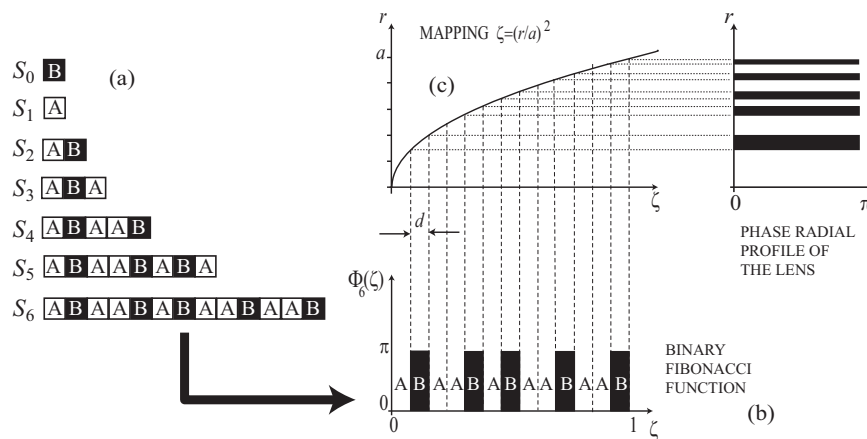 (a)
S0 B
S1 A
S2 A B
S3 A B A
S4 A B A A B
S5 A B A A B A B A
S6 A B A A B A B A A B A A B
r
a
MAPPING ζ=(r/a)²
(c)
ζ
d
r
0
π
PHASE RADIAL
PROFILE OF
THE LENS
Φ6(ζ)
π
0
A B A A B A B A A B A A B
0
ζ
1
BINARY
FIBONACCI
FUNCTION
(b)